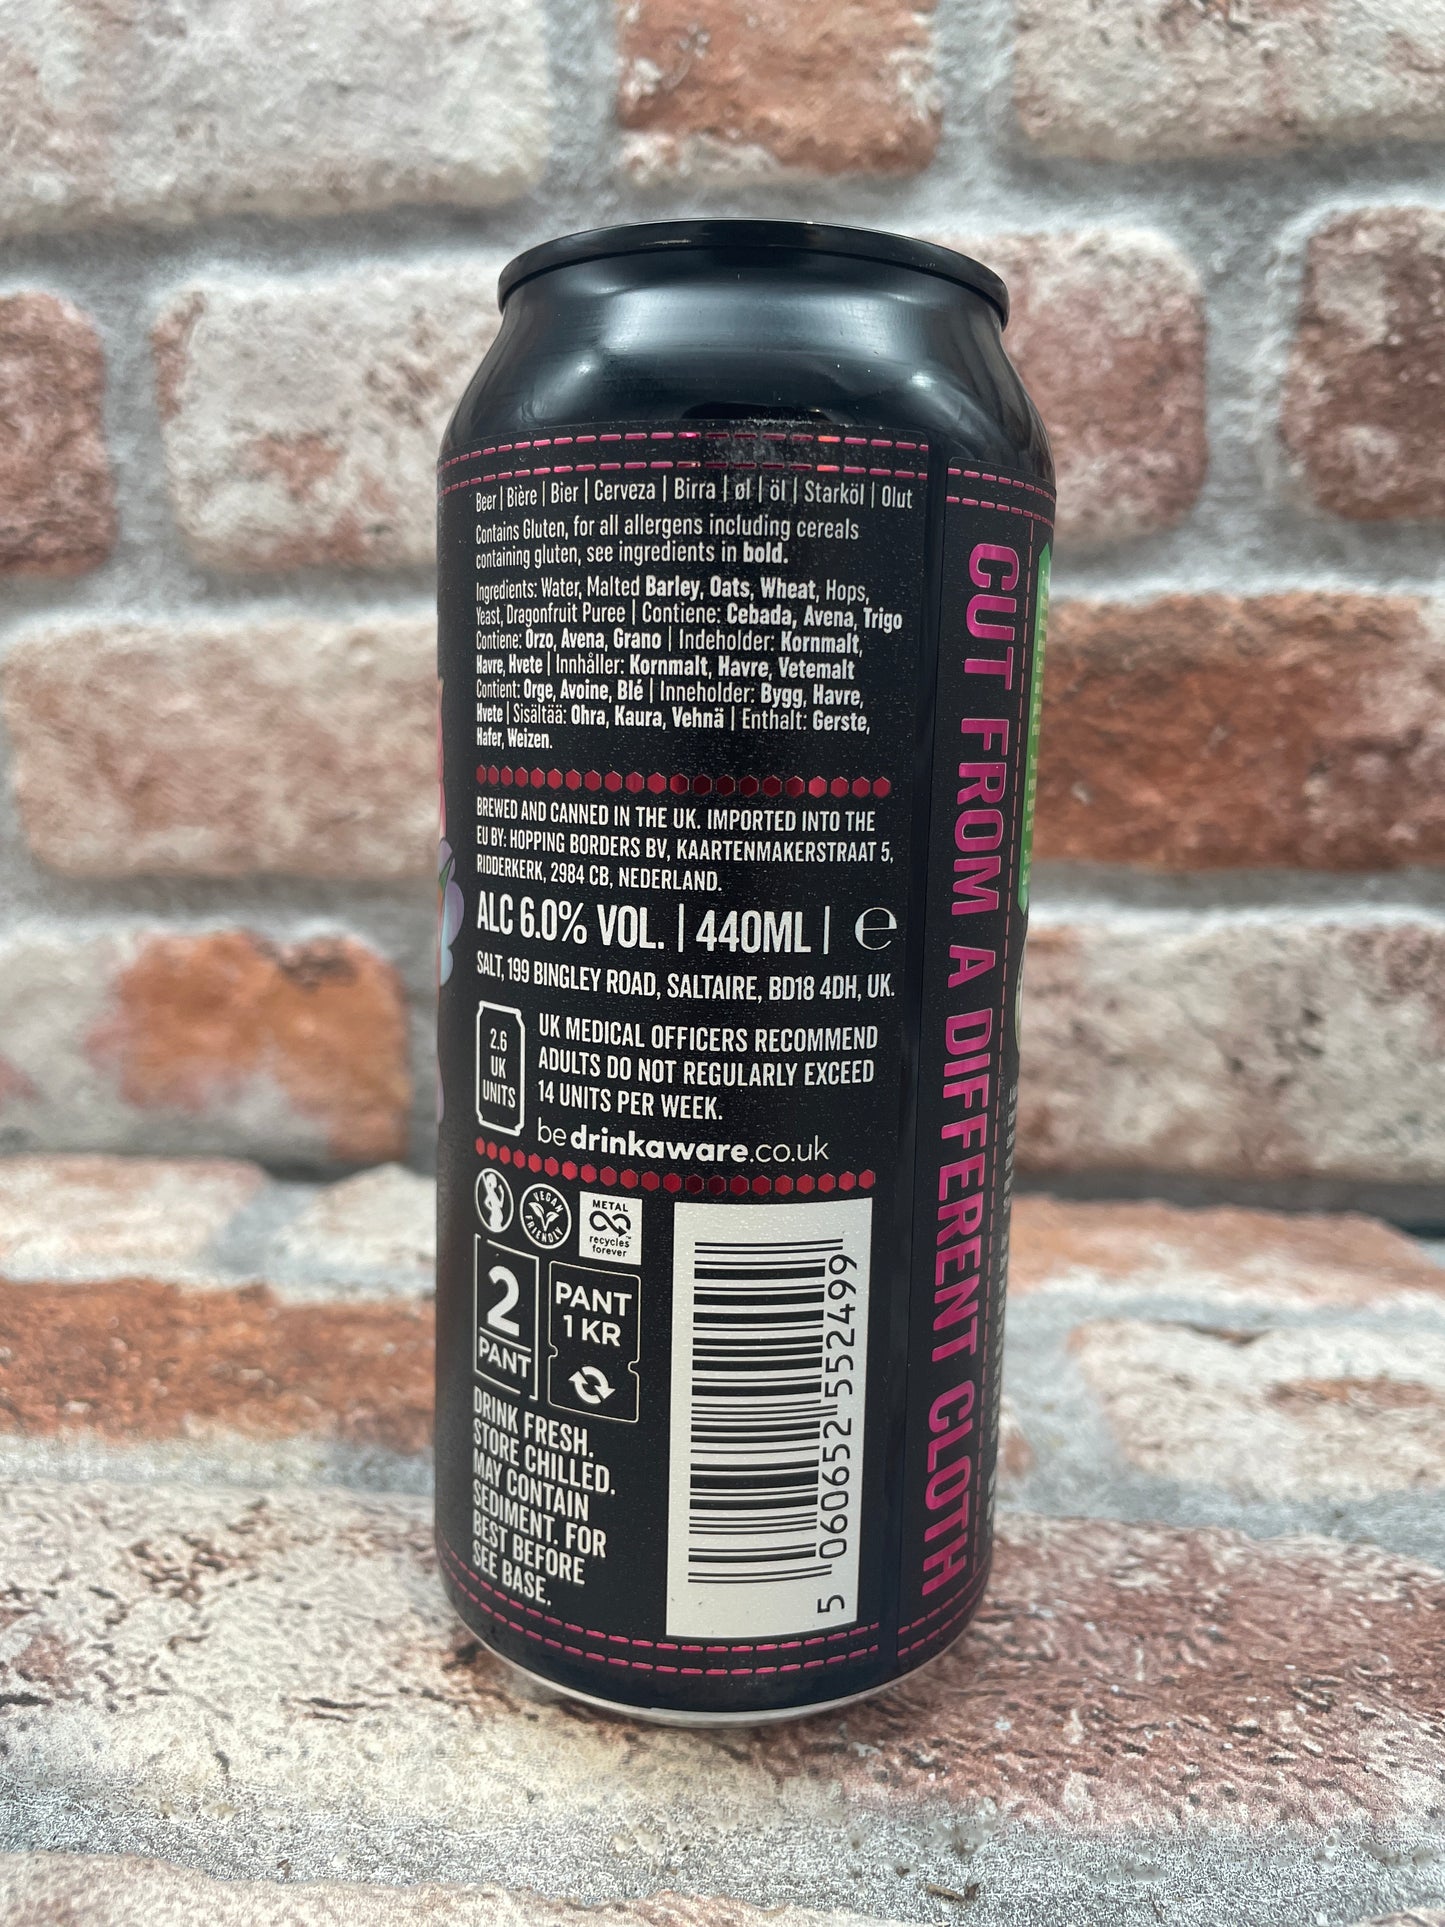 Beer | Bière | Bier | Cerveza | Birra | øl | öl | Starköl | Olut
Contains Gluten, for all allergens including cereals
containing gluten, see ingredients in bold.
Ingredients: Water, Malted Barley, Oats, Wheat, Hops,
Yeast, Dragonfruit Puree | Contiene: Cebada, Avena, Trigo
Contiene: Orzo, Avena, Grano | Indeholder: Kornmalt,
Havre, Hvete | Innhåller: Kornmalt, Havre, Vetemalt
Contient: Orge, Avoine, Blé | Inneholder: Bygg, Havre,
Hvete | Sisältää: Ohra, Kaura, Vehnä | Enthalt: Gerste,
Hafer, Weizen.
BREWED AND CANNED IN THE UK. IMPORTED INTO THE
EU BY: HOPPING BORDERS BV, KAARTENMAKERSTRAAT 5,
RIDDERKERK, 2984 CB, NEDERLAND.
ALC 6.0% VOL. | 440ML | e
SALT, 199 BINGLEY ROAD, SALTAIRE, BD18 4DH, UK.
2.6
UK
UNITS
UK MEDICAL OFFICERS RECOMMEND
ADULTS DO NOT REGULARLY EXCEED
14 UNITS PER WEEK.
bedrinkaware.co.uk
VEGAN
FRIENDLY
METAL
recycles
forever
2
PANT
PANT
1 KR
DRINK FRESH.
STORE CHILLED.
MAY CONTAIN
SEDIMENT. FOR
BEST BEFORE
SEE BASE.
5 060652 552499
CUT FROM A DIFFERENT CLOTH